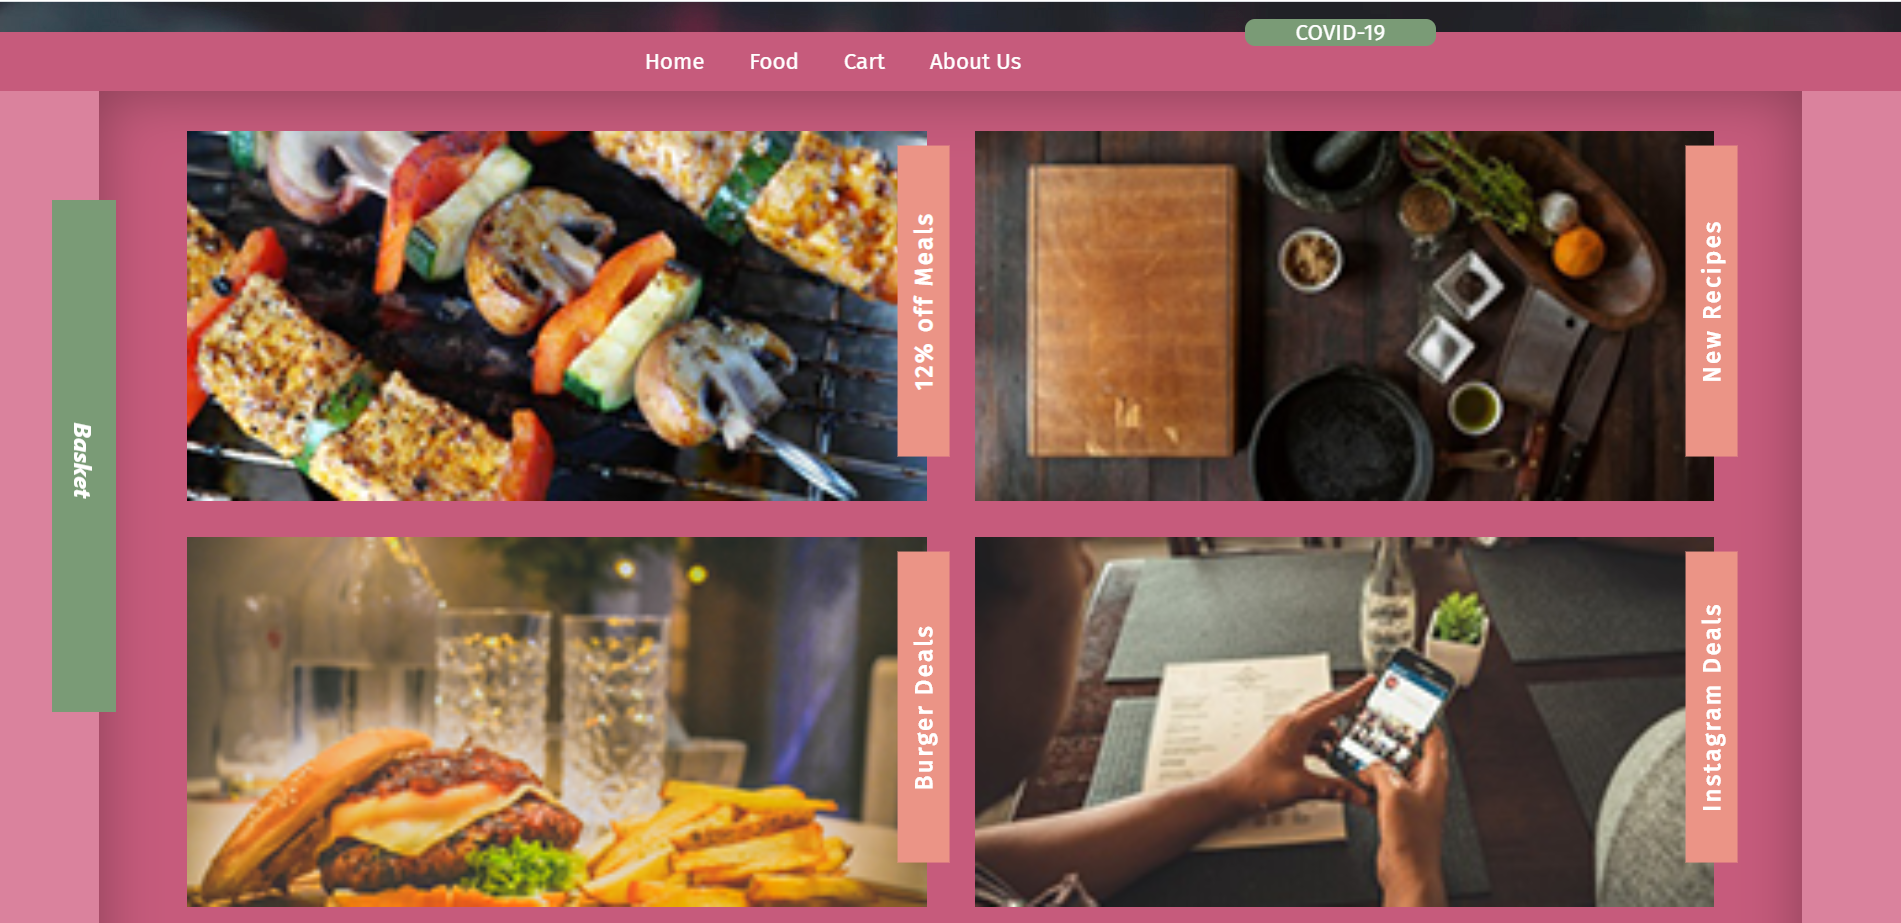 COVID-19
Home
Food
Cart
About Us
Basket
12% off Meals
New Recipes
Burger Deals
Instagram Deals